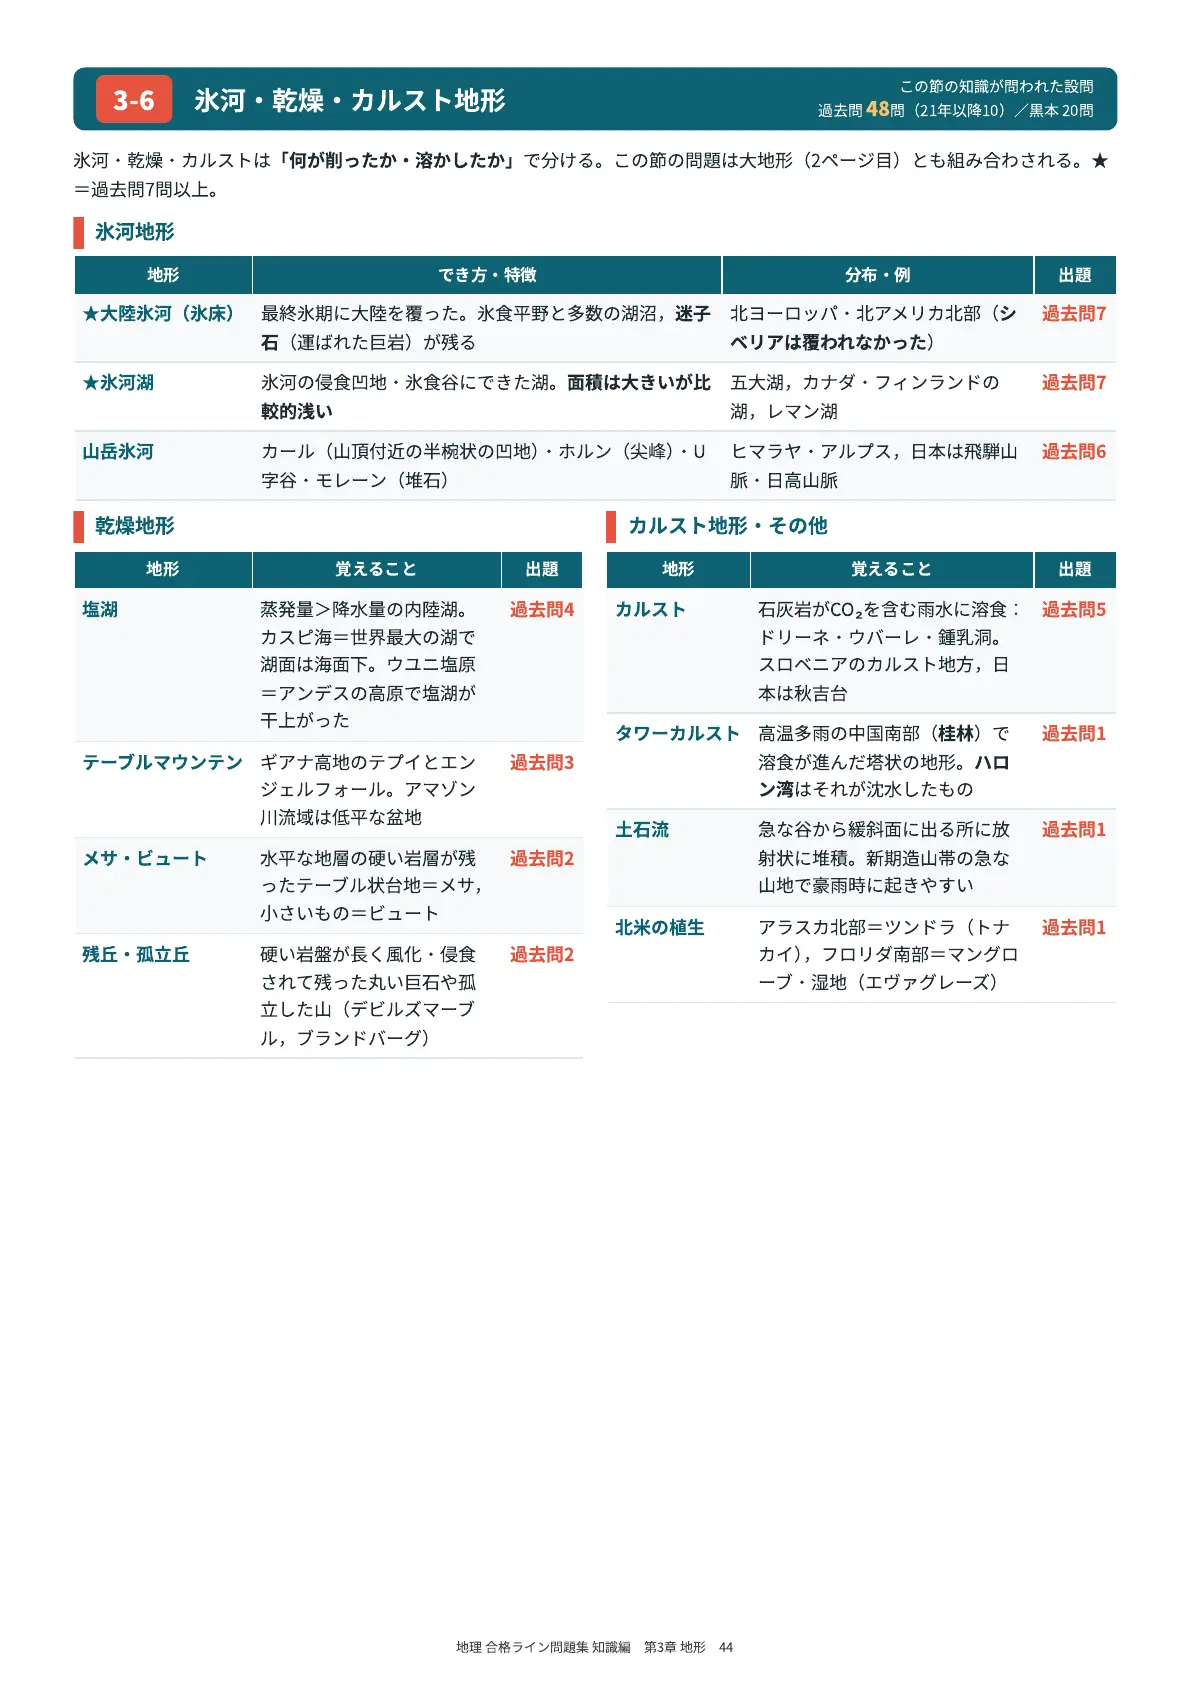 3-6 氷河・乾燥・カルスト地形
この節の知識が問われた設問
過去問 48問（21年以降10）／黒本 20問
氷河・乾燥・カルストは「何が削ったか・溶かしたか」で分ける。この節の問題は大地形（2ページ目）とも組み合わされる。★
＝過去問7問以上。
氷河地形
地形 でき方・特徴 分布・例 出題
★大陸氷河（氷床） 最終氷期に大陸を覆った。氷食平野と多数の湖沼，迷子 北ヨーロッパ・北アメリカ北部（シ 過去問7
石（運ばれた巨岩）が残る ベリアは覆われなかった）
★氷河湖 氷河の侵食凹地・氷食谷にできた湖。面積は大きいが比 五大湖，カナダ・フィンランドの 過去問7
較的浅い 湖，レマン湖
山岳氷河 カール（山頂付近の半椀状の凹地）・ホルン（尖峰）・U ヒマラヤ・アルプス，日本は飛騨山 過去問6
字谷・モレーン（堆石） 脈・日高山脈
乾燥地形
地形 覚えること 出題
塩湖 蒸発量＞降水量の内陸湖。 過去問4
カスピ海＝世界最大の湖で
湖面は海面下。ウユニ塩原
＝アンデスの高原で塩湖が
干上がった
テーブルマウンテン ギアナ高地のテプイとエン 過去問3
ジェルフォール。アマゾン
川流域は低平な盆地
メサ・ビュート 水平な地層の硬い岩層が残 過去問2
ったテーブル状台地＝メサ，
小さいもの＝ビュート
残丘・孤立丘 硬い岩盤が長く風化・侵食 過去問2
されて残った丸い巨石や孤
立した山（デビルズマーブ
ル，ブランドバーグ）
カルスト地形・その他
地形 覚えること 出題
カルスト 石灰岩がCO₂を含む雨水に溶食： 過去問5
ドリーネ・ウバーレ・鍾乳洞。
スロベニアのカルスト地方，日
本は秋吉台
タワーカルスト 高温多雨の中国南部（桂林）で 過去問1
溶食が進んだ塔状の地形。ハロ
ン湾はそれが沈水したもの
土石流 急な谷から緩斜面に出る所に放 過去問1
射状に堆積。新期造山帯の急な
山地で豪雨時に起きやすい
北米の植生 アラスカ北部＝ツンドラ（トナ 過去問1
カイ），フロリダ南部＝マングロ
ーブ・湿地（エヴァグレーズ）
地理 合格ライン問題集 知識編 第3章 地形 44